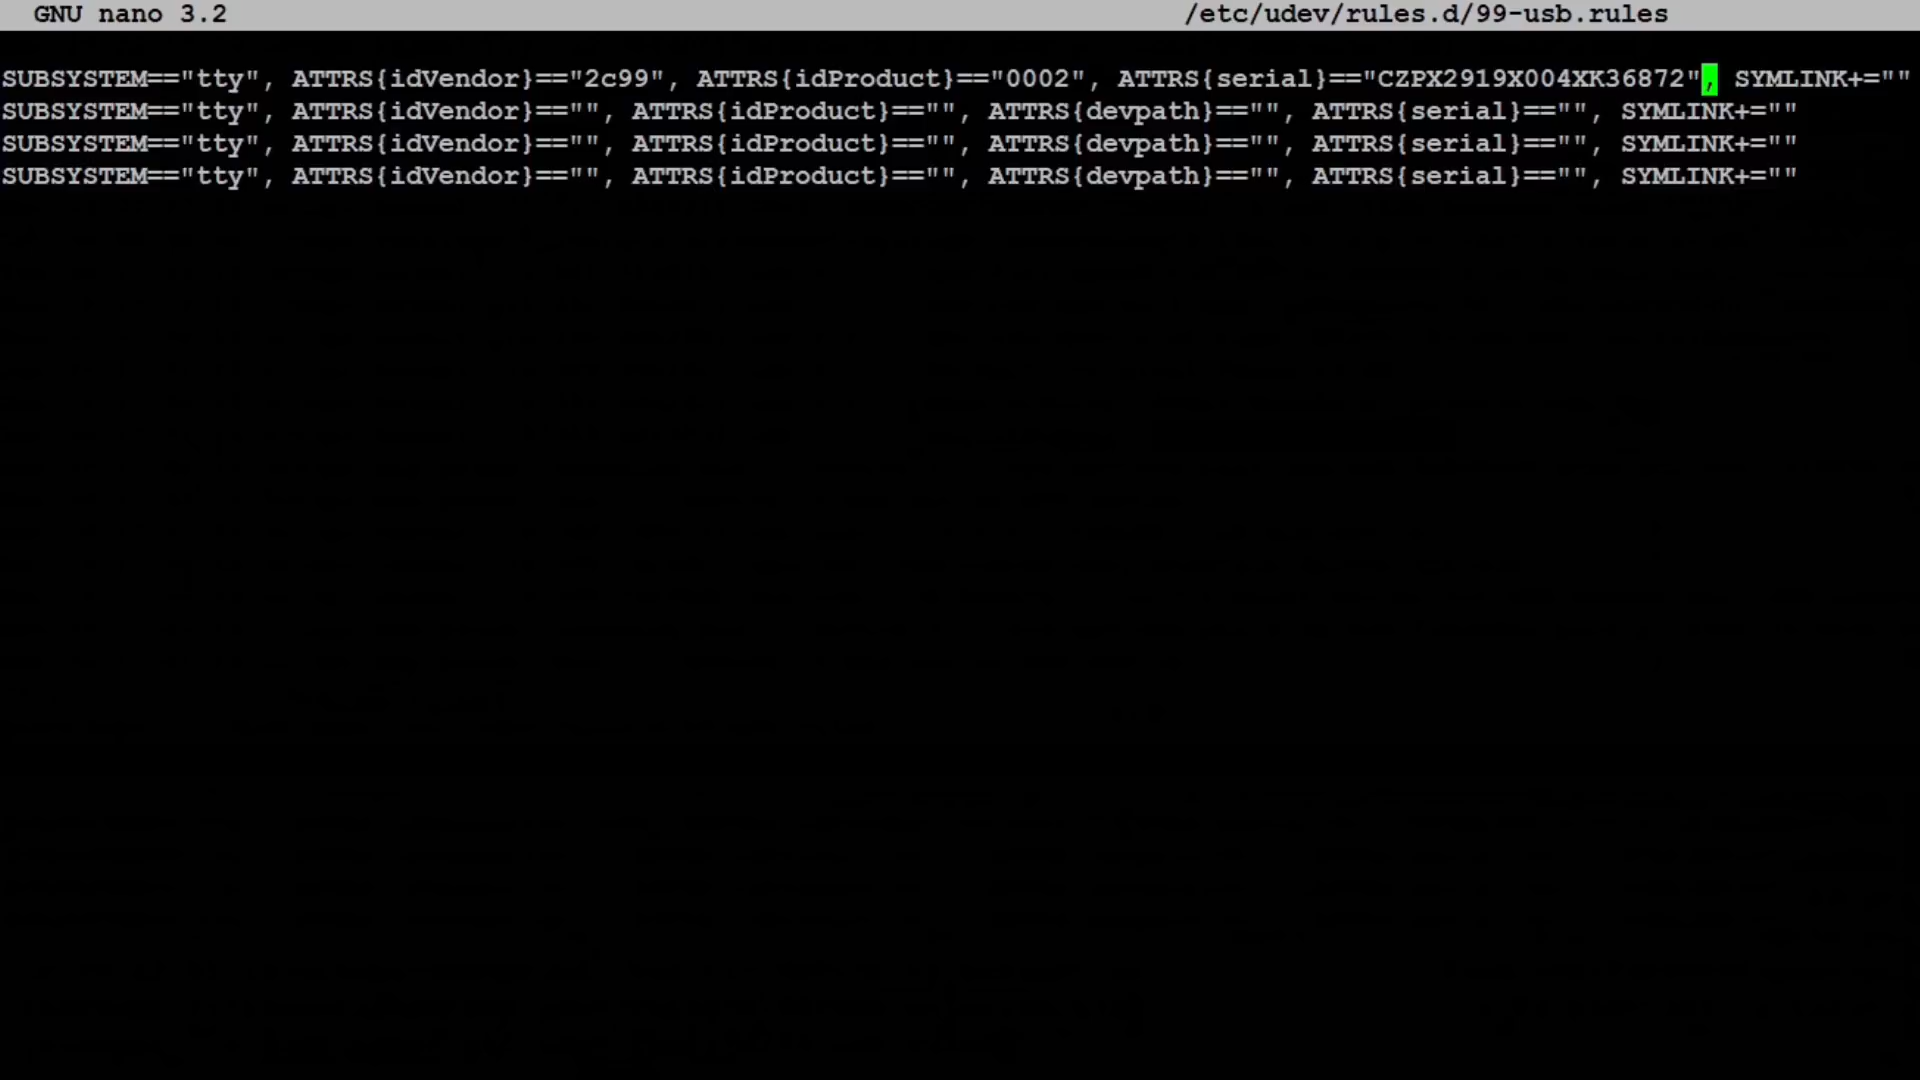 GNU nano 3.2 /etc/udev/rules.d/99-usb.rules
SUBSYSTEM=="tty", ATTRS{idVendor}=="2c99", ATTRS{idProduct}=="0002", ATTRS{serial}=="CZPX2919X004XK36872", SYMLINK+=""
SUBSYSTEM=="tty", ATTRS{idVendor}=="", ATTRS{idProduct}=="", ATTRS{devpath}=="", ATTRS{serial}=="", SYMLINK+=""
SUBSYSTEM=="tty", ATTRS{idVendor}=="", ATTRS{idProduct}=="", ATTRS{devpath}=="", ATTRS{serial}=="", SYMLINK+=""
SUBSYSTEM=="tty", ATTRS{idVendor}=="", ATTRS{idProduct}=="", ATTRS{devpath}=="", ATTRS{serial}=="", SYMLINK+=""